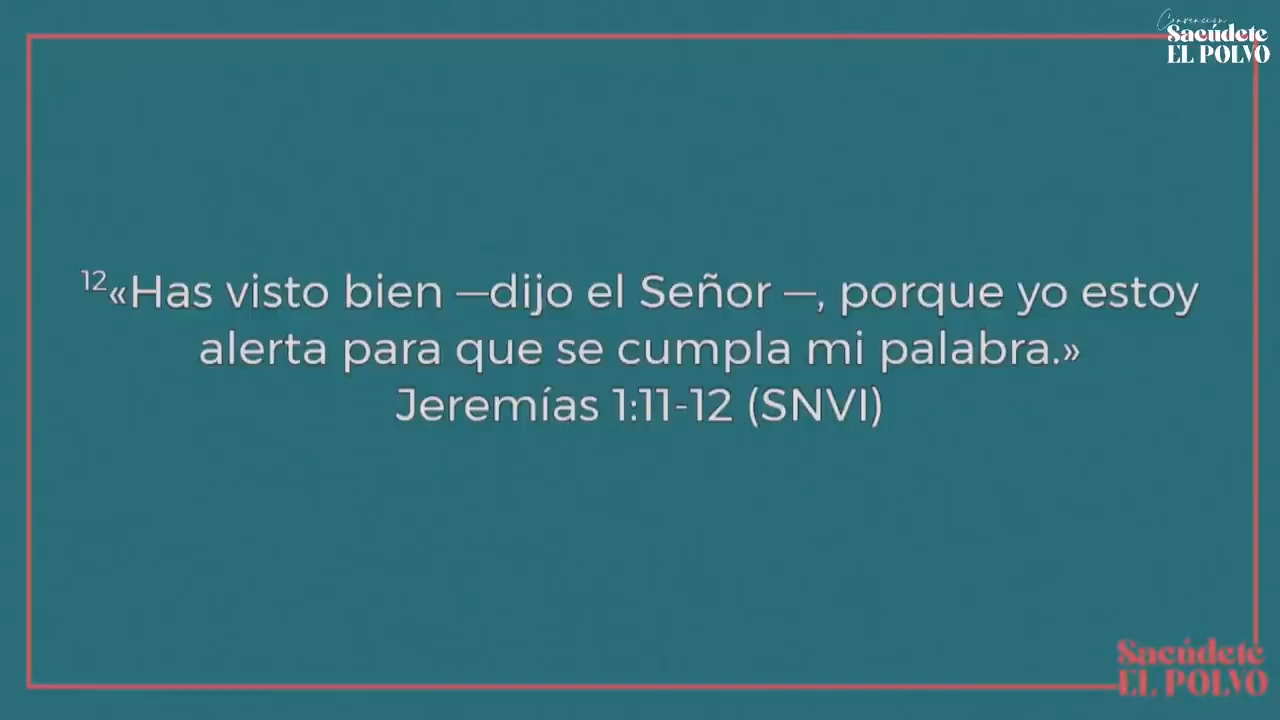 Convención
Sacúdete
EL POLVO
12«Has visto bien —dijo el Señor —, porque yo estoy
alerta para que se cumpla mi palabra.»
Jeremías 1:11-12 (SNVI)
Sacúdete
EL POLVO